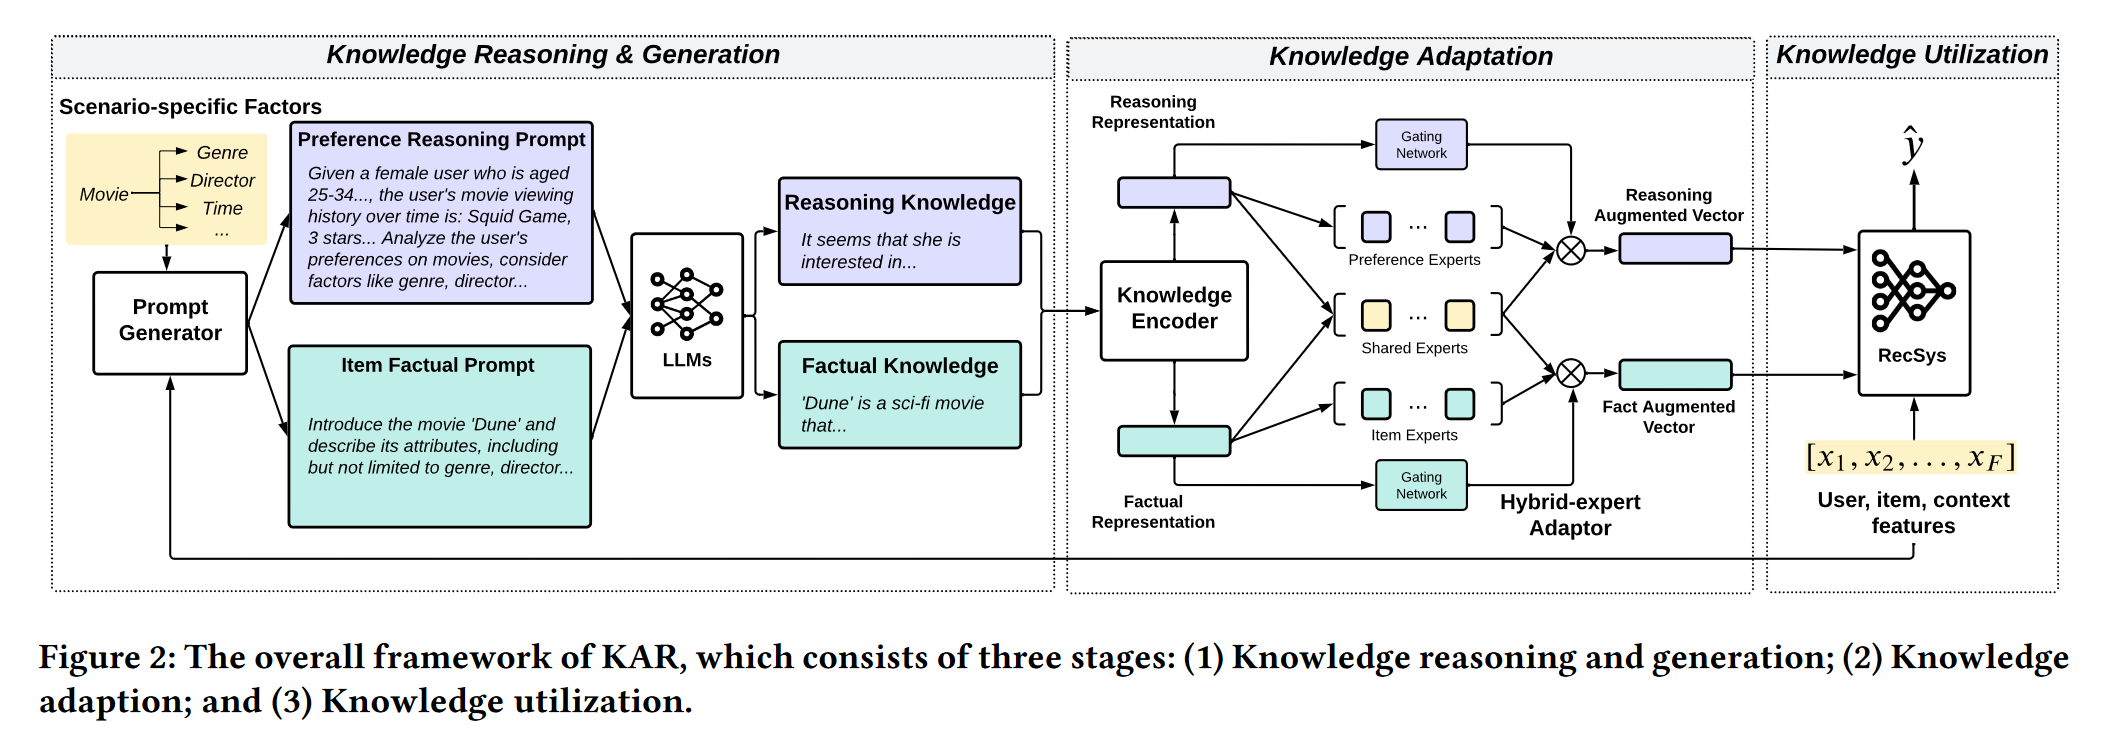 Knowledge Reasoning & Generation
Scenario-specific Factors
Movie
Genre
Director
Time
...
Prompt
Generator
Preference Reasoning Prompt
Given a female user who is aged
25-34..., the user's movie viewing
history over time is: Squid Game,
3 stars... Analyze the user's
preferences on movies, consider
factors like genre, director...
Item Factual Prompt
Introduce the movie 'Dune' and
describe its attributes, including
but not limited to genre, director...
LLMs
Reasoning Knowledge
It seems that she is
interested in...
Factual Knowledge
'Dune' is a sci-fi movie
that...
Knowledge Adaptation
Reasoning
Representation
Knowledge
Encoder
Factual
Representation
Gating
Network
...
Preference Experts
...
Shared Experts
...
Item Experts
Gating
Network
Hybrid-expert
Adaptor
Reasoning
Augmented Vector
Fact Augmented
Vector
Knowledge Utilization
ŷ
RecSys
[x₁, x₂, . . . , x_F]
User, item, context
features
Figure 2: The overall framework of KAR, which consists of three stages: (1) Knowledge reasoning and generation; (2) Knowledge
adaption; and (3) Knowledge utilization.